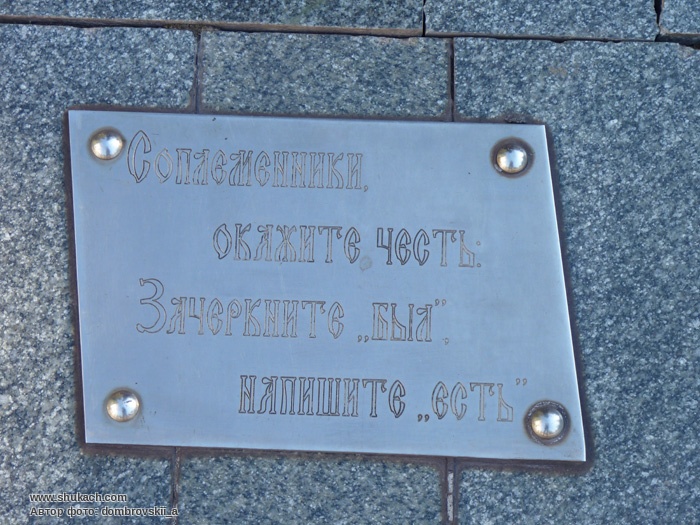 Соплеменники,
окажите честь:
Зачеркните „был”,
напишите „есть”
www.shukach.com
Автор фото: dombrovskii_a